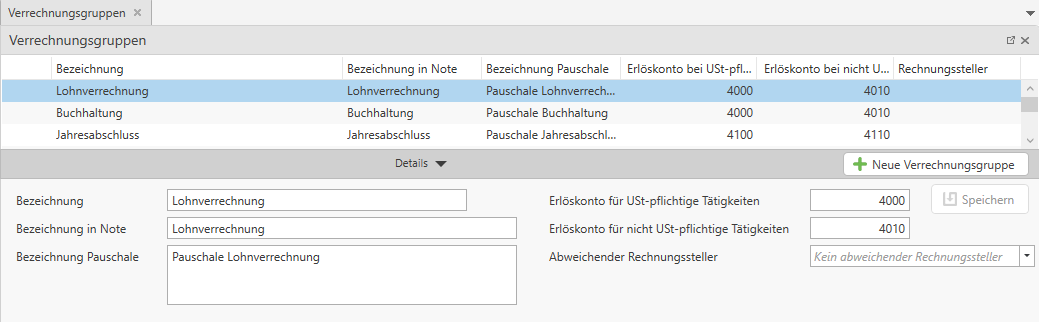 Verrechnungsgruppen
Verrechnungsgruppen
Bezeichnung Bezeichnung in Note Bezeichnung Pauschale Erlöskonto bei USt-pfl... Erlöskonto bei nicht U... Rechnungssteller
Lohnverrechnung Lohnverrechnung Pauschale Lohnverrech... 4000 4010
Buchhaltung Buchhaltung Pauschale Buchhaltung 4000 4010
Jahresabschluss Jahresabschluss Pauschale Jahresabschl... 4100 4110
Details Neue Verrechnungsgruppe
Bezeichnung Lohnverrechnung Erlöskonto für USt-pflichtige Tätigkeiten 4000 Speichern
Bezeichnung in Note Lohnverrechnung Erlöskonto für nicht USt-pflichtige Tätigkeiten 4010
Bezeichnung Pauschale Pauschale Lohnverrechnung Abweichender Rechnungssteller Kein abweichender Rechnungssteller